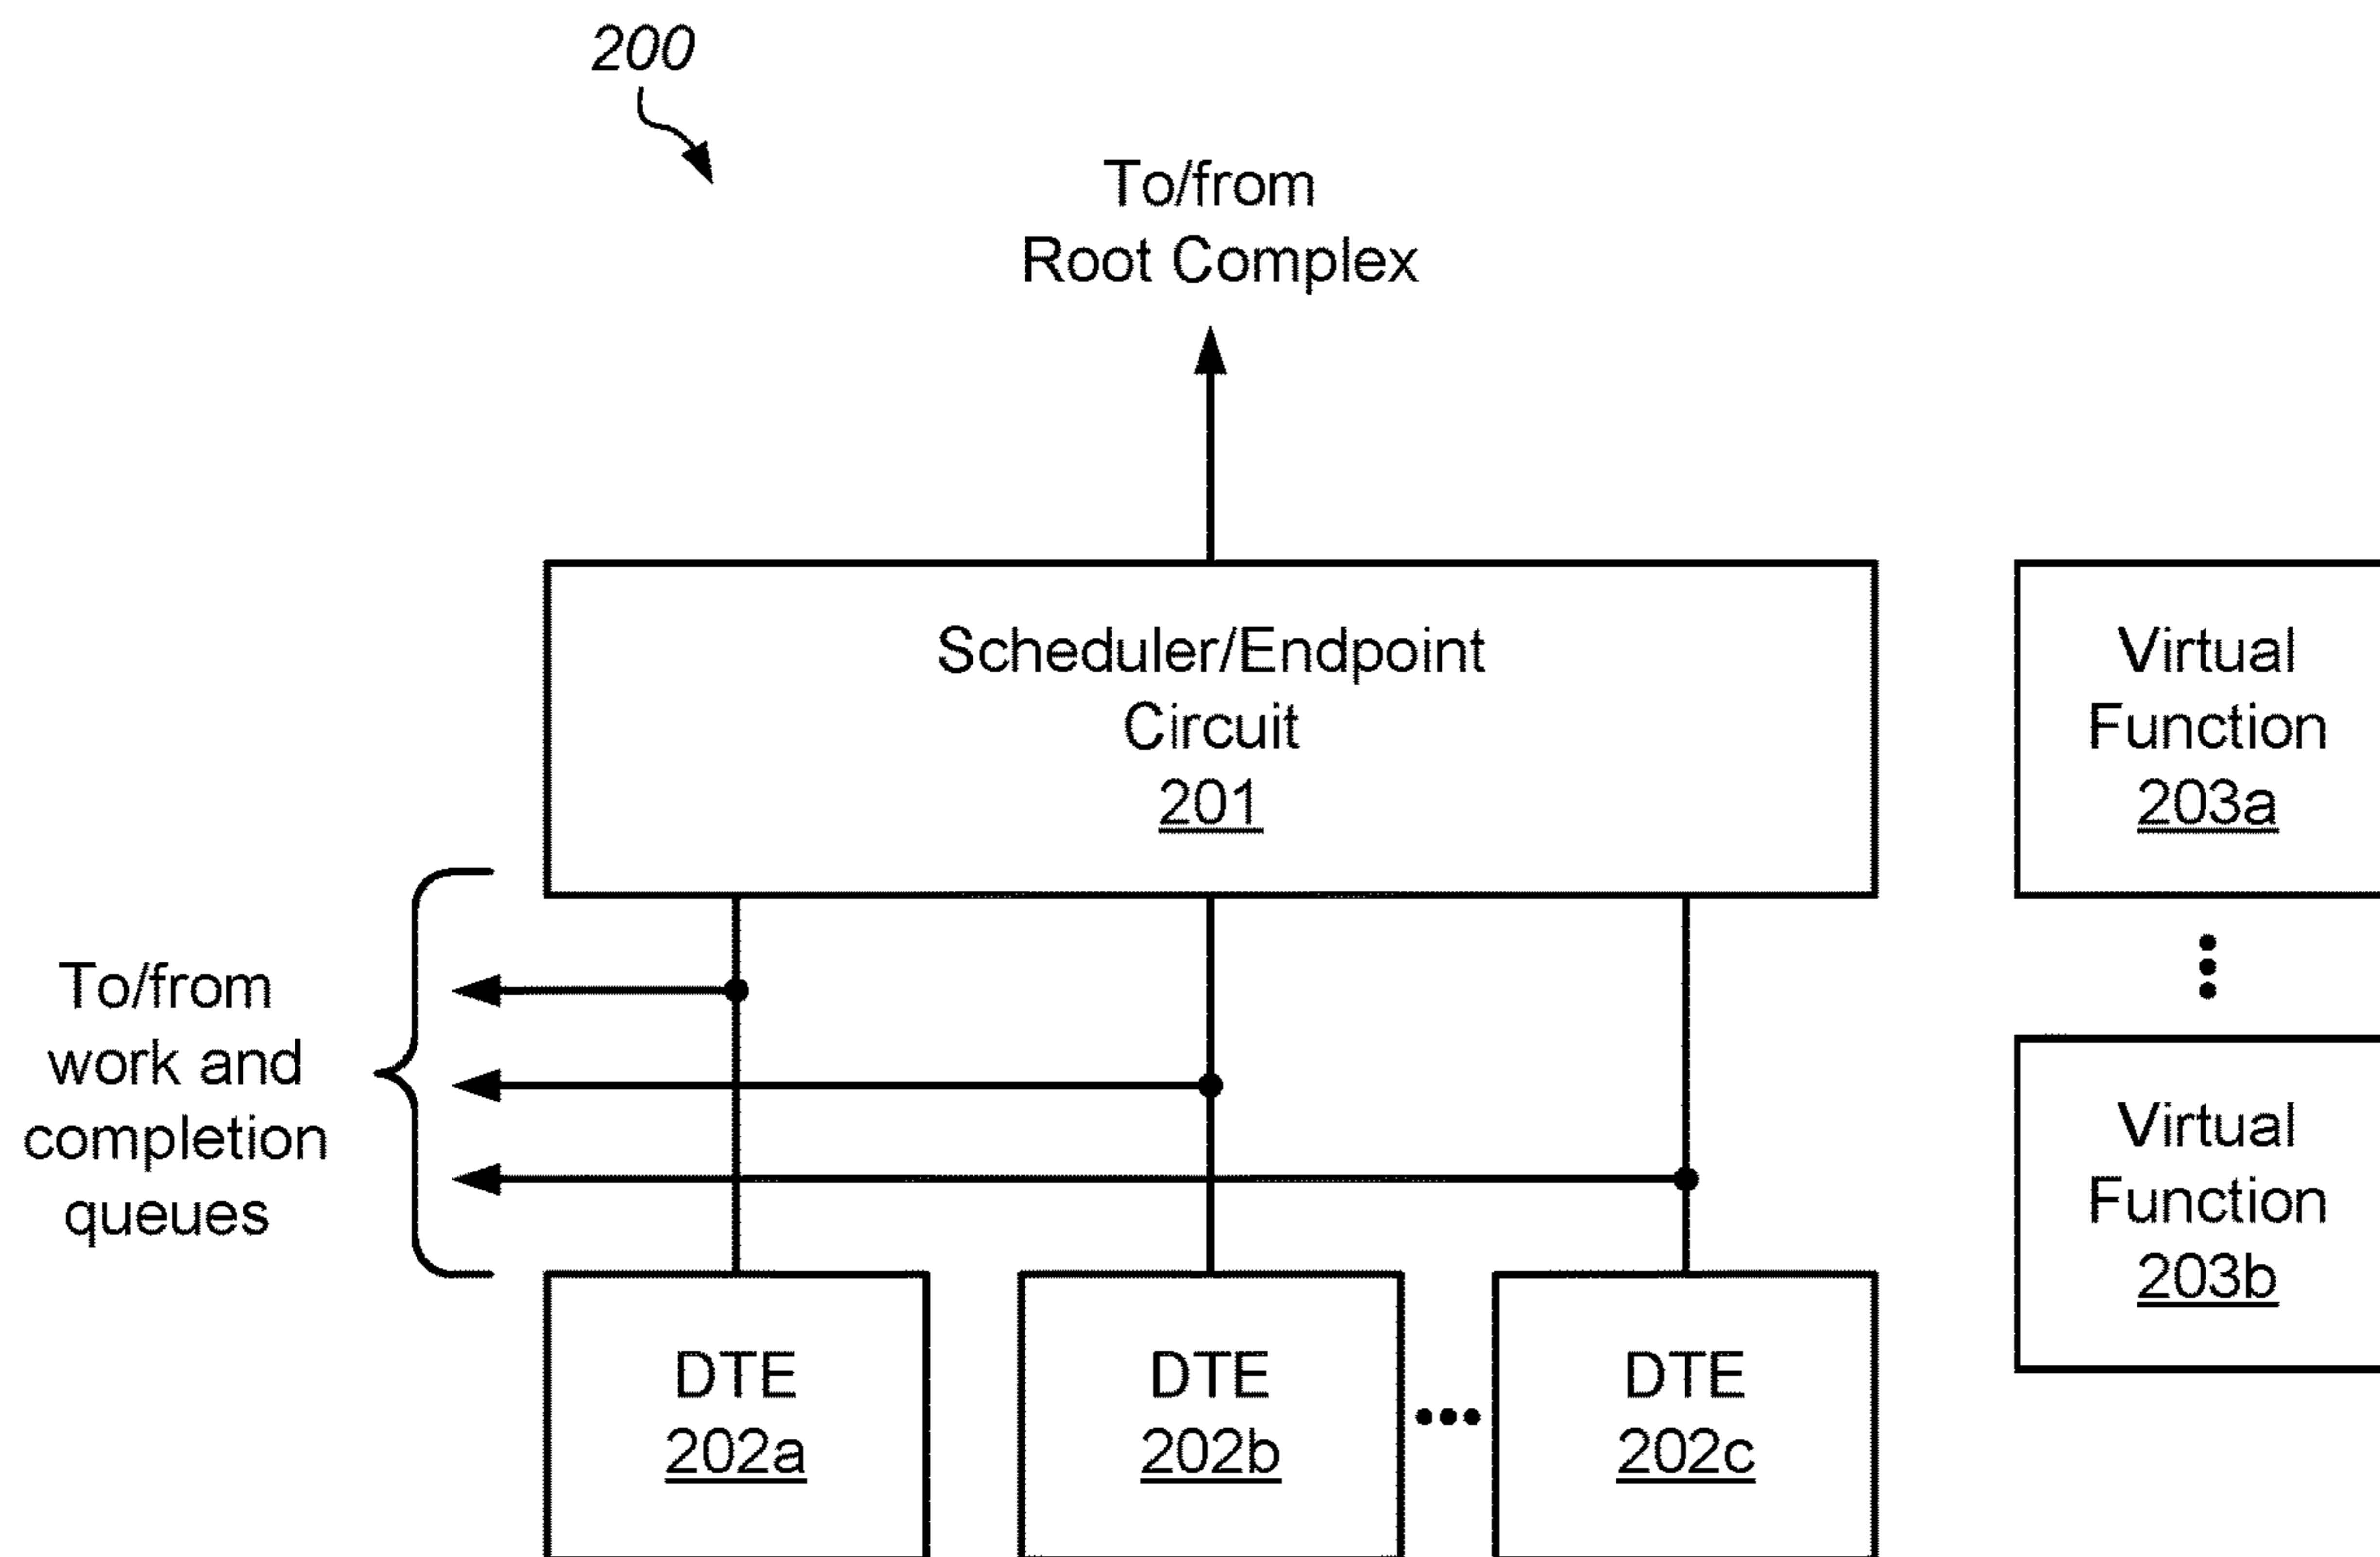 200
To/from
Root Complex
Scheduler/Endpoint
Circuit
201
Virtual
Function
203a
To/from
work and
completion
queues
Virtual
Function
203b
DTE
202a
DTE
202b
DTE
202c